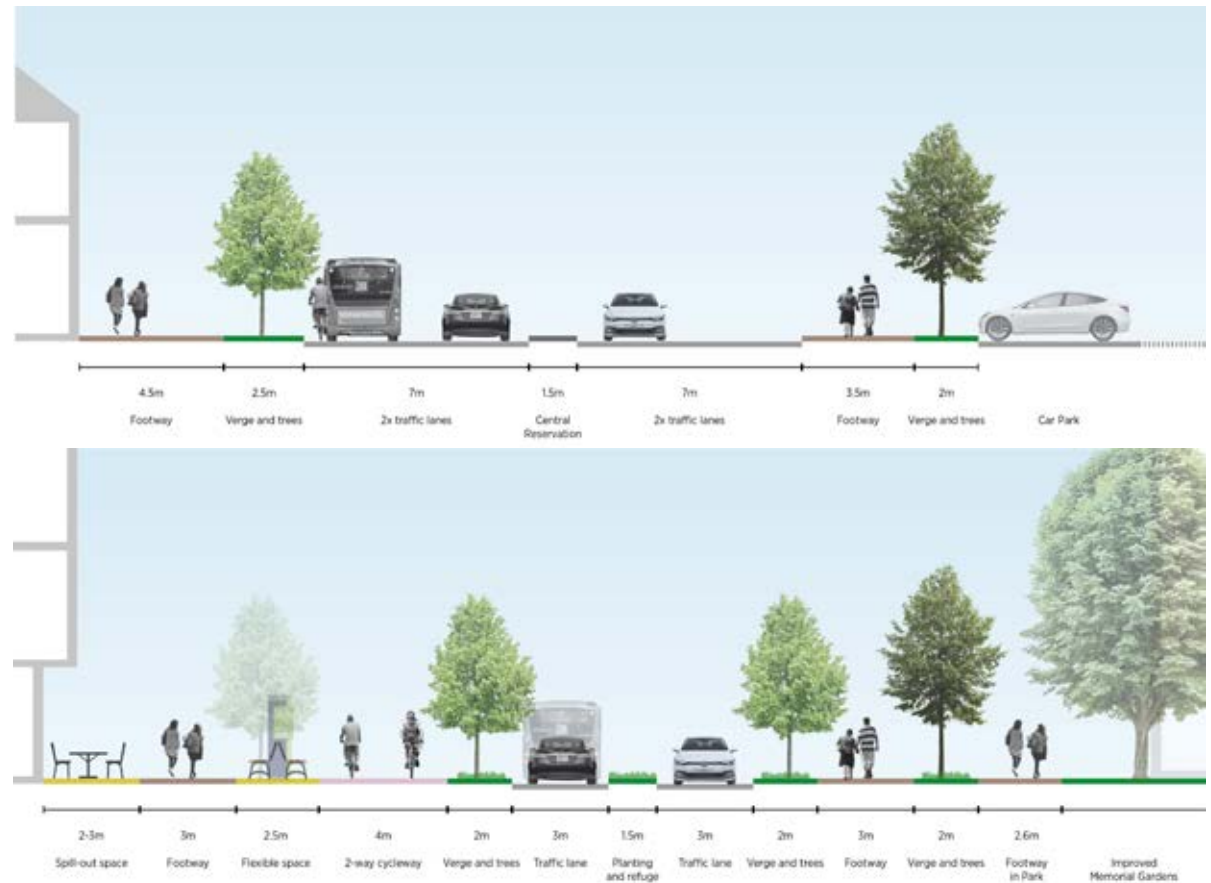 4.5m
2.5m
7m
1.5m
7m
3.5m
2m
Footway
Verge and trees
2x traffic lanes
Central
Reservation
2x traffic lanes
Footway
Verge and trees
Car Park
2-3m
3m
2.5m
4m
2m
3m
1.5m
3m
2m
3m
2m
2.6m
Spill-out space
Footway
Flexible space
2-way cycleway
Verge and trees
Traffic lane
Planting
and refuge
Traffic lane
Verge and trees
Footway
Verge and trees
Footway
in Park
Improved
Memorial Gardens